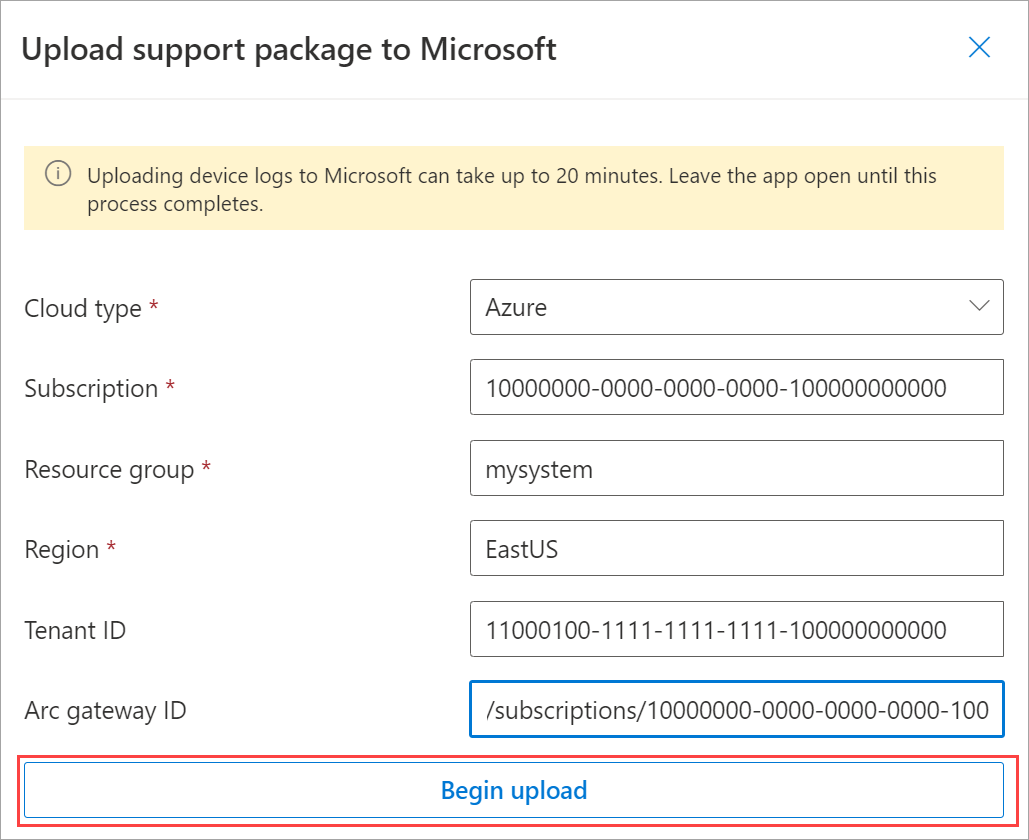 Upload support package to Microsoft
Uploading device logs to Microsoft can take up to 20 minutes. Leave the app open until this
process completes.
Cloud type *
Azure
Subscription *
10000000-0000-0000-0000-100000000000
Resource group *
mysystem
Region *
EastUS
Tenant ID
11000100-1111-1111-1111-100000000000
Arc gateway ID
/subscriptions/10000000-0000-0000-0000-100
Begin upload